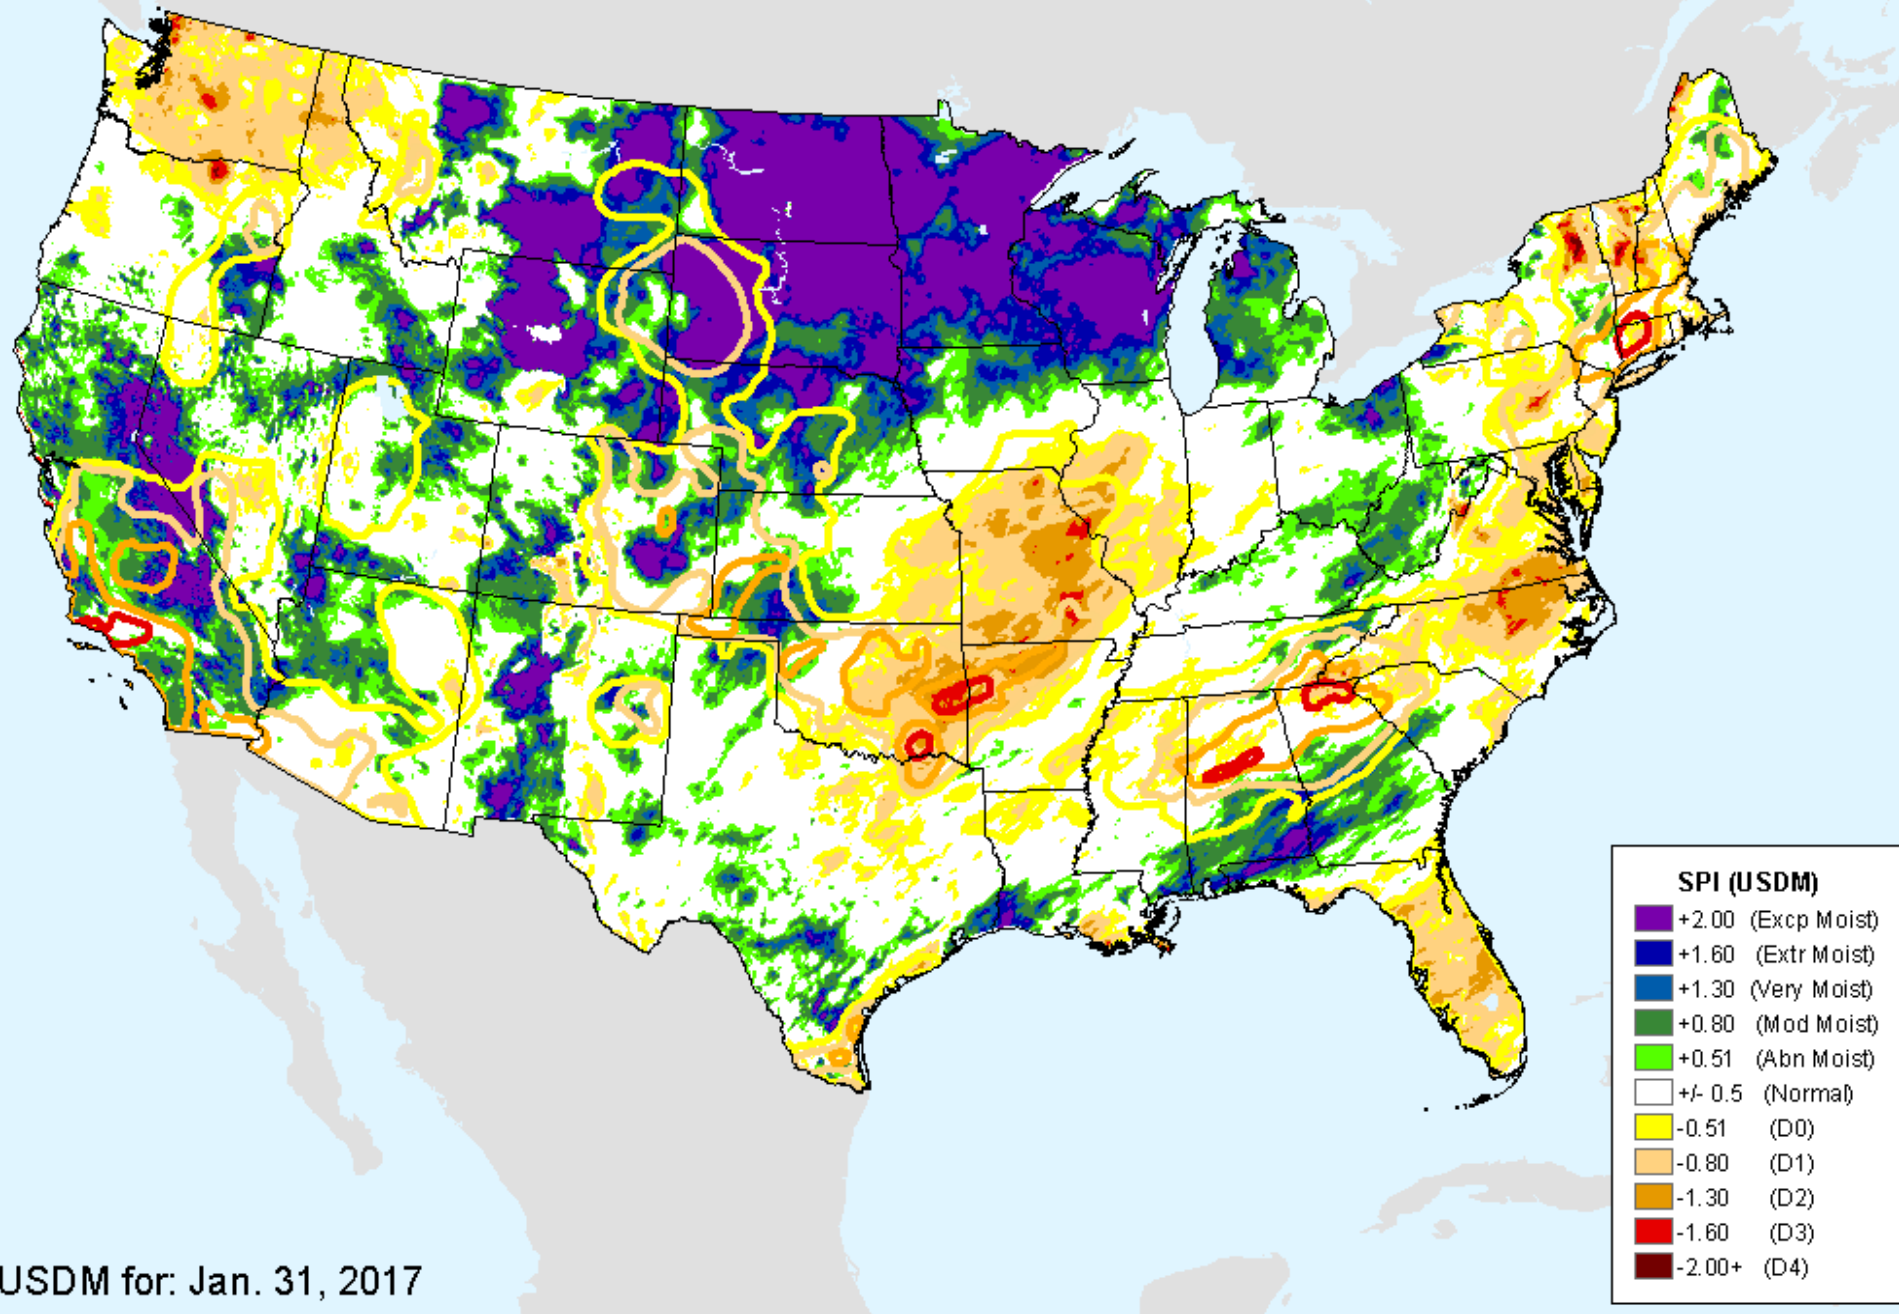 SPI (USDM)
+2.00 (Excp Moist)
+1.60 (Extr Moist)
+1.30 (Very Moist)
+0.80 (Mod Moist)
+0.51 (Abn Moist)
+/- 0.5 (Normal)
-0.51 (D0)
-0.80 (D1)
-1.30 (D2)
-1.60 (D3)
-2.00+ (D4)
USDM for: Jan. 31, 2017